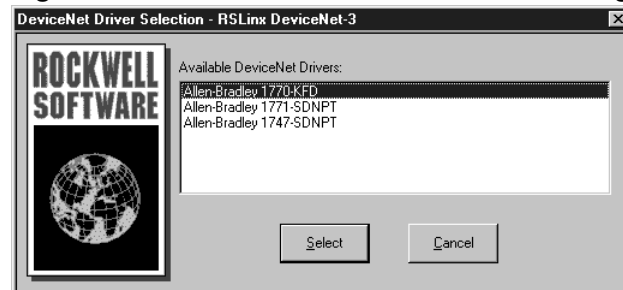 DeviceNet Driver Selection - RSLinx DeviceNet-3
ROCKWELL
SOFTWARE
Available DeviceNet Drivers:
Allen-Bradley 1770-KFD
Allen-Bradley 1771-SDNPT
Allen-Bradley 1747-SDNPT
Select
Cancel